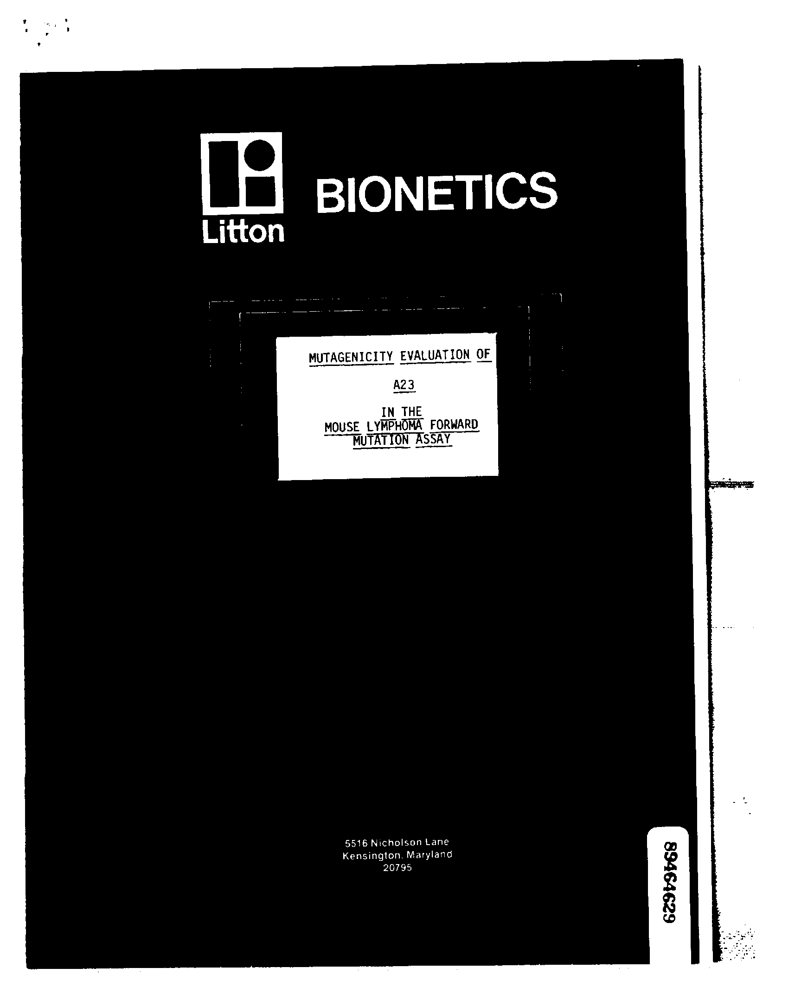 Litton
BIONETICS
MUTAGENICITY EVALUATION OF
A23
IN THE
MOUSE LYMPHOMA FORWARD
MUTATION ASSAY
5516 Nicholson Lane
Kensington, Maryland
20795
89464629